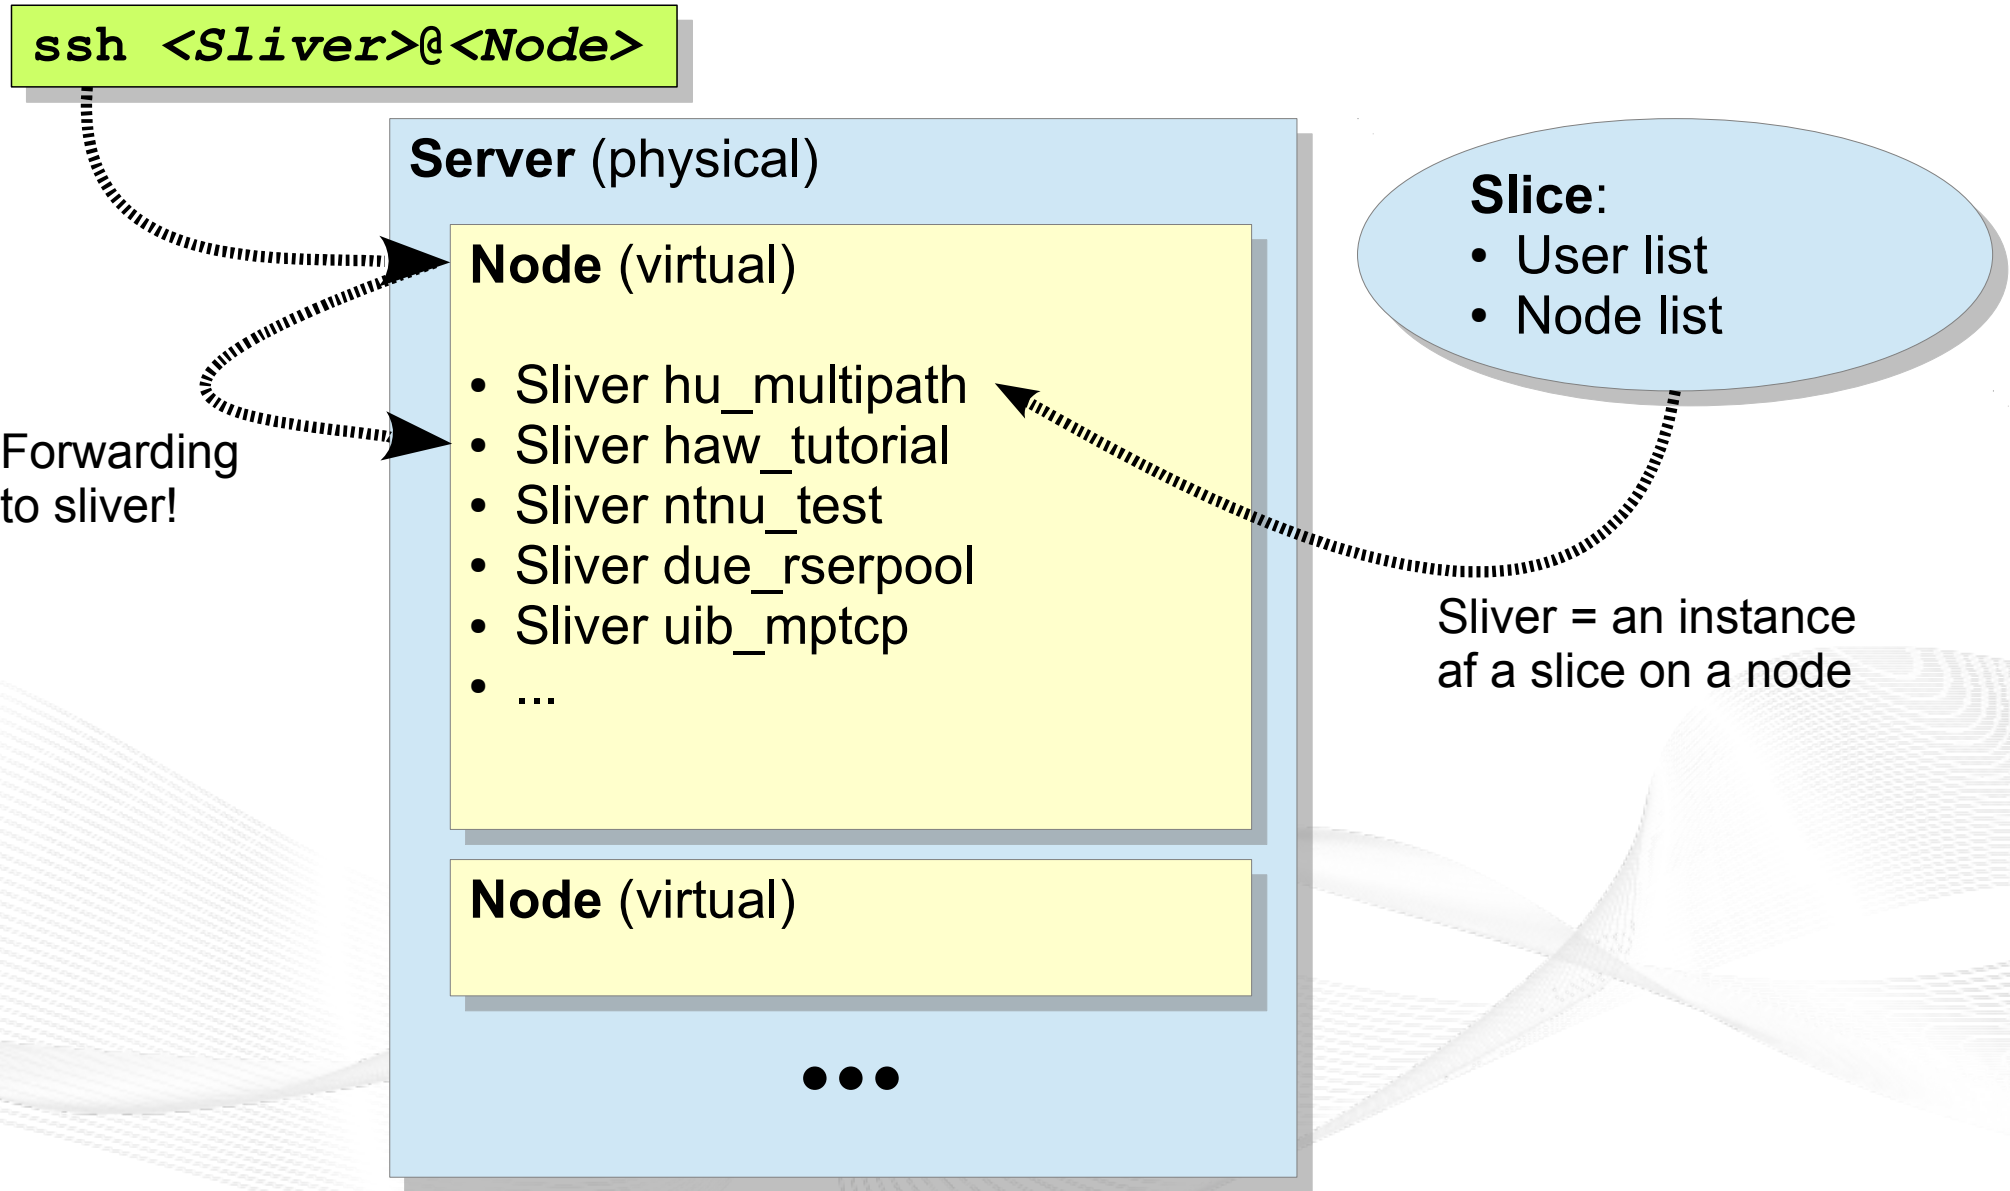 ssh <Sliver>@<Node>
Server (physical)
Node (virtual)
• Sliver hu_multipath
• Sliver haw_tutorial
• Sliver ntnu_test
• Sliver due_rserpool
• Sliver uib_mptcp
• ...
Node (virtual)
•••
Forwarding
to sliver!
Slice:
• User list
• Node list
Sliver = an instance
af a slice on a node